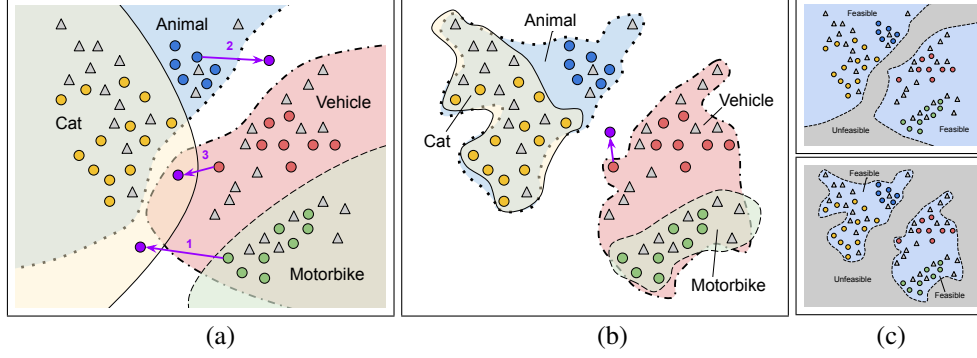 Animal
2
Cat
Vehicle
3
1
Motorbike
(a)
Animal
Cat
Vehicle
Motorbike
(b)
Feasible
Unfeasible
Feasible
Feasible
Unfeasible
Feasible
(c)